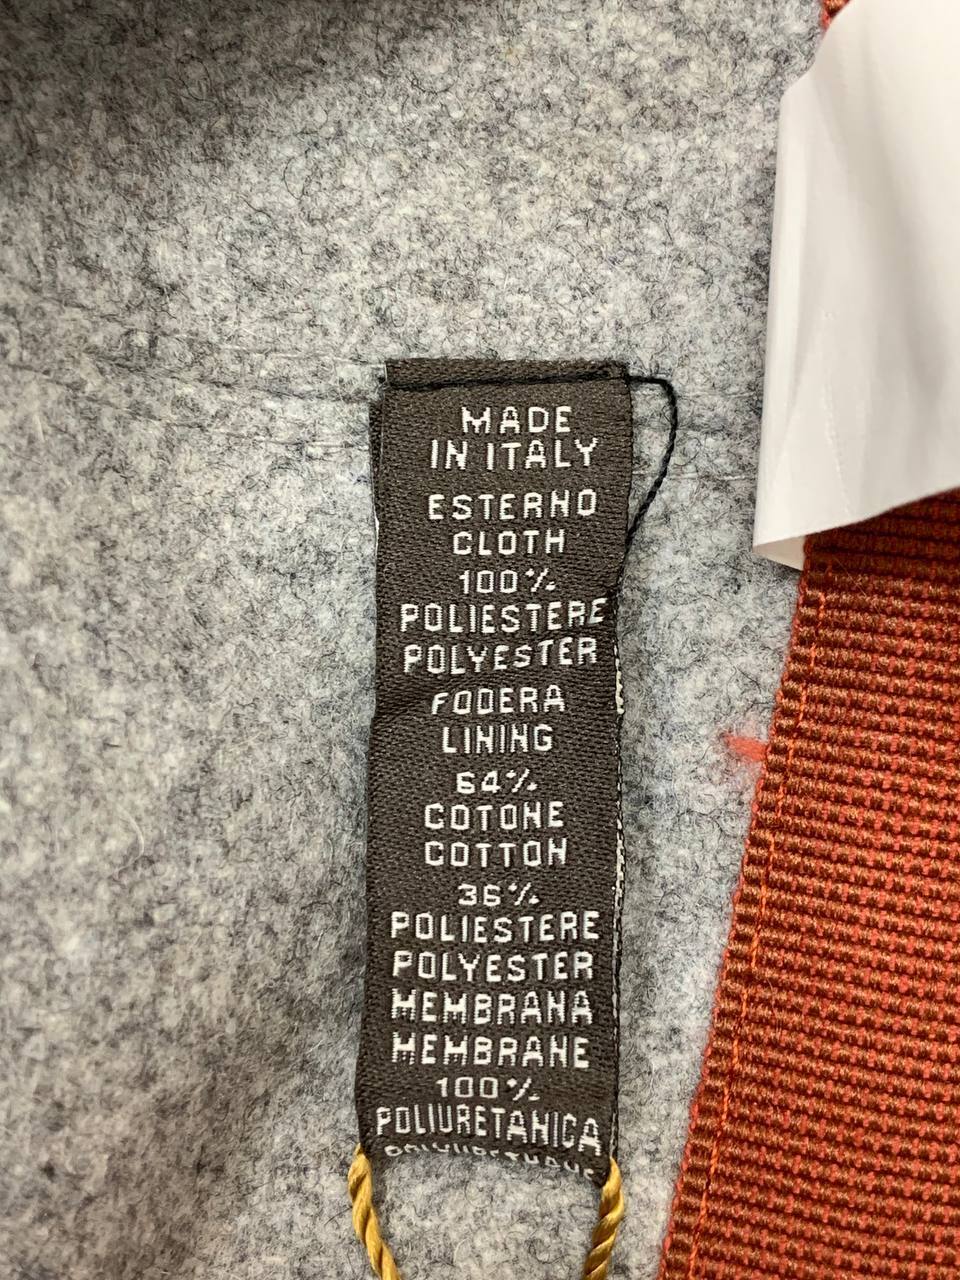 MADE
IN ITALY
ESTERNO
CLOTH
100%
POLIESTERE
POLYESTER
FODERA
LINING
64%
COTONE
COTTON
36%
POLIESTERE
POLYESTER
MEMBRANA
MEMBRANE
100%
POLIURETANICA